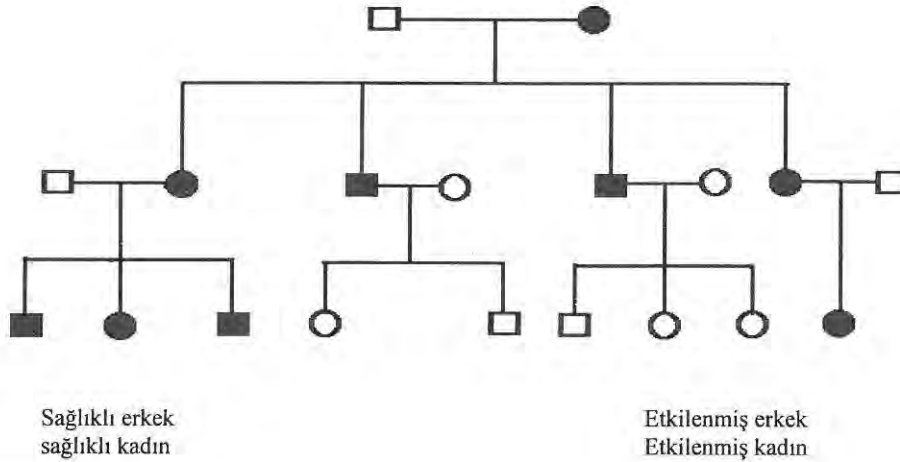 Sağlıklı erkek
sağlıklı kadın
Etkilenmiş erkek
Etkilenmiş kadın